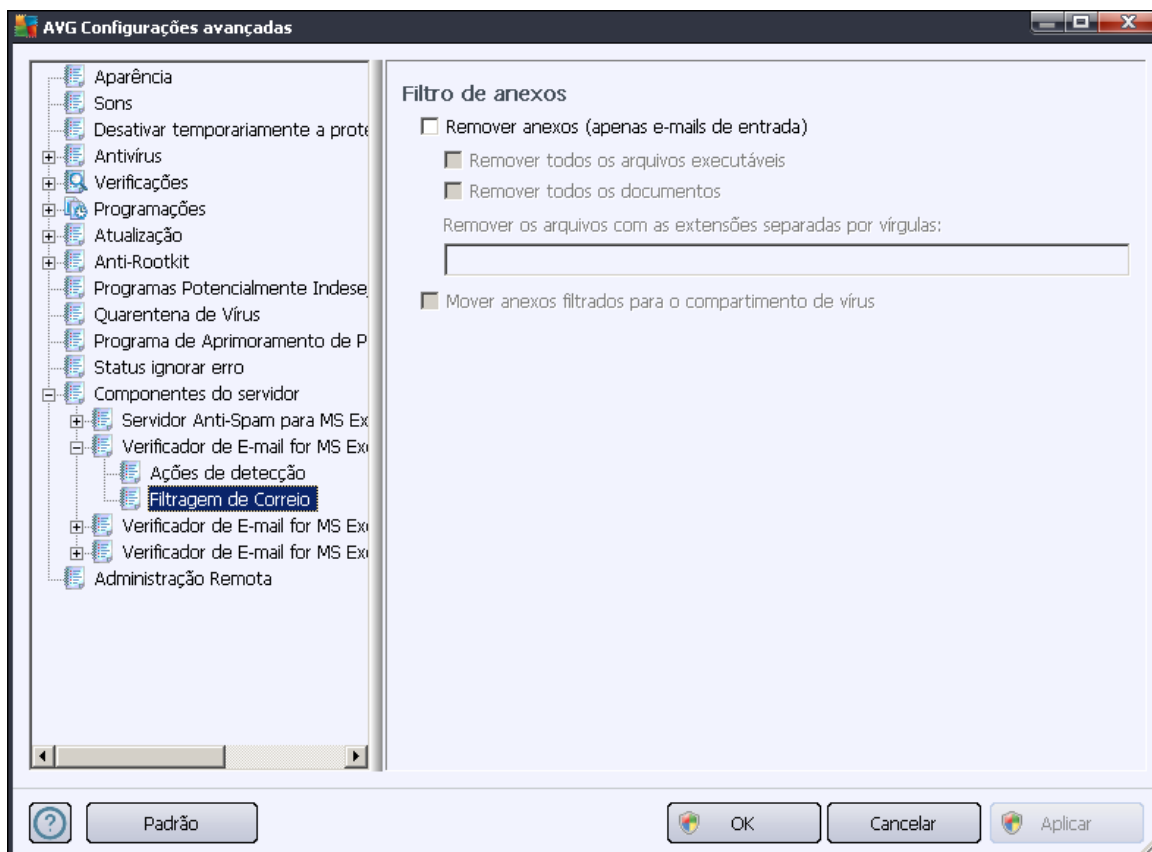 AVG Configurações avançadas
Aparência
Sons
Desativar temporariamente a prote
Antivírus
Verificações
Programações
Atualização
Anti-Rootkit
Programas Potencialmente Indese
Quarentena de Vírus
Programa de Aprimoramento de P
Status ignorar erro
Componentes do servidor
Servidor Anti-Spam para MS Ex
Verificador de E-mail for MS Exc
Ações de detecção
Filtragem de Correio
Verificador de E-mail for MS Exc
Verificador de E-mail for MS Exc
Administração Remota
Filtro de anexos
Remover anexos (apenas e-mails de entrada)
Remover todos os arquivos executáveis
Remover todos os documentos
Remover os arquivos com as extensões separadas por vírgulas:
Mover anexos filtrados para o compartimento de vírus
Padrão
OK
Cancelar
Aplicar